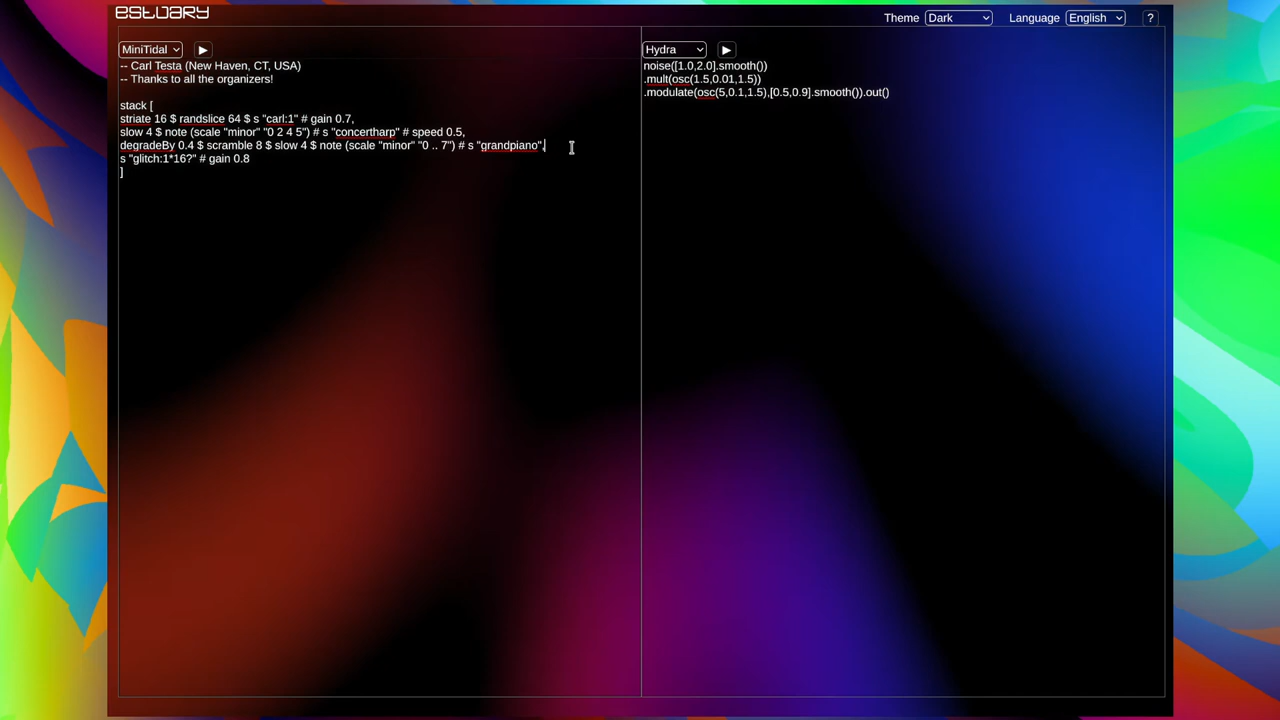 estuary
Theme Dark Language English ?
MiniTidal
-- Carl Testa (New Haven, CT, USA)
-- Thanks to all the organizers!
stack [
striate 16 $ randslice 64 $ s "carl:1" # gain 0.7,
slow 4 $ note (scale "minor" "0 2 4 5") # s "concertharp" # speed 0.5,
degradeBy 0.4 $ scramble 8 $ slow 4 $ note (scale "minor" "0 .. 7") # s "grandpiano",
s "glitch:1*16?" # gain 0.8
]
Hydra
noise([1.0,2.0].smooth())
.mult(osc(1.5,0.01,1.5))
.modulate(osc(5,0.1,1.5),[0.5,0.9].smooth()).out()